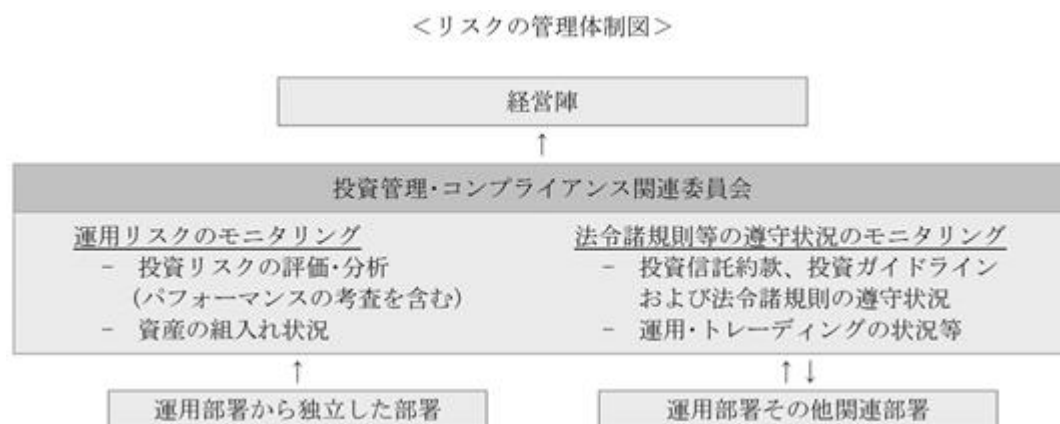 ＜リスクの管理体制図＞
経営陣
↑
投資管理･コンプライアンス関連委員会
運用リスクのモニタリング
− 投資リスクの評価･分析
(パフォーマンスの考査を含む)
− 資産の組入れ状況
法令諸規則等の遵守状況のモニタリング
− 投資信託約款、投資ガイドライン
および法令諸規則の遵守状況
− 運用･トレーディングの状況等
↑
↑↓
運用部署から独立した部署
運用部署その他関連部署